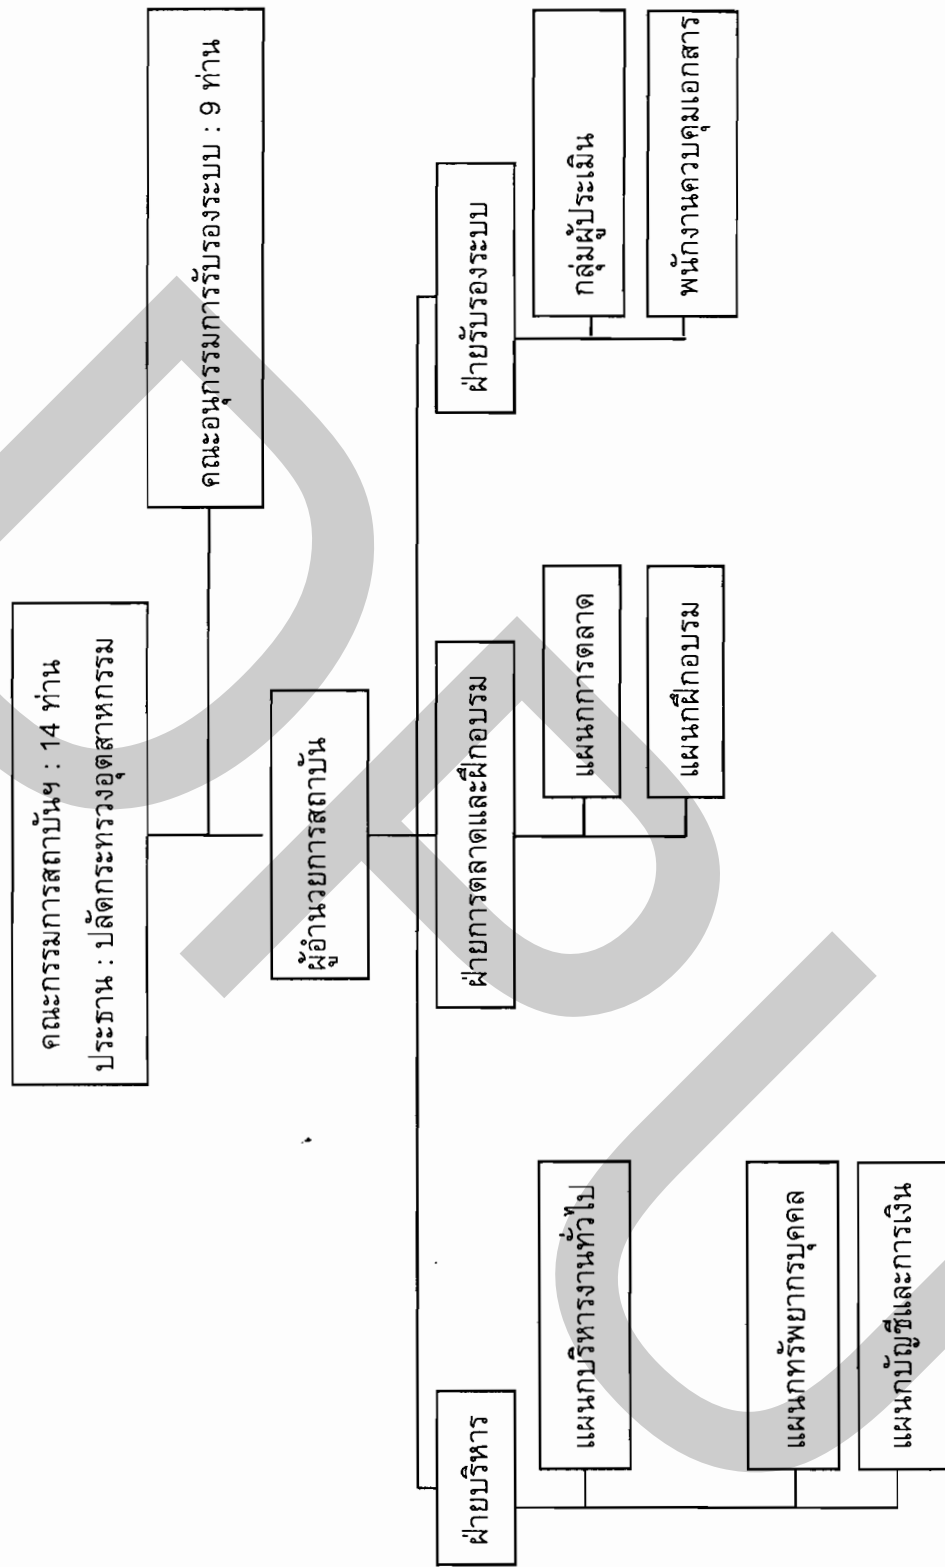 คณะกรรมการสถาบันฯ : 14 ท่าน
ประธาน : ปลัดกระทรวงอุตสาหกรรม
คณะอนุกรรมการรับรองระบบ : 9 ท่าน
ผู้อำนวยการสถาบัน
ฝ่ายบริหาร
แผนกบริหารงานทั่วไป
แผนกทรัพยากรบุคคล
แผนกบัญชีและการเงิน
ฝ่ายการตลาดและฝึกอบรม
แผนกการตลาด
แผนกฝึกอบรม
ฝ่ายรับรองระบบ
กลุ่มผู้ประเมิน
พนักงานควบคุมเอกสาร
DPU